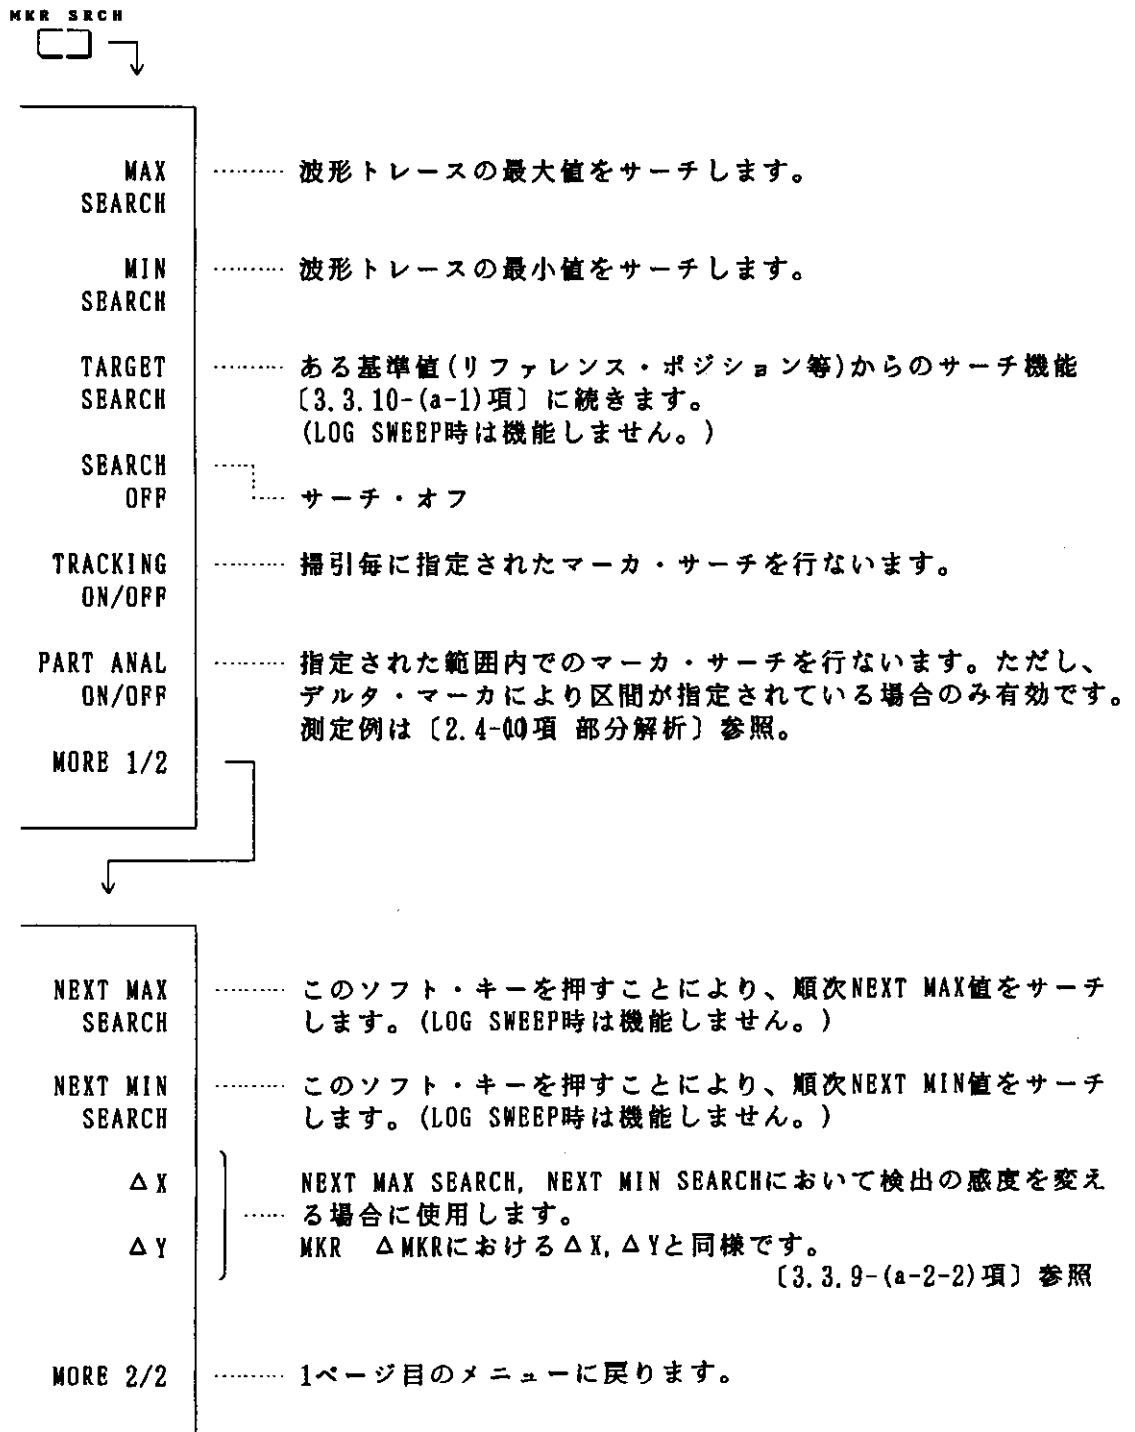 MKR SRCH
MAX ……… 波形トレースの最大値をサーチします。
SEARCH
MIN ……… 波形トレースの最小値をサーチします。
SEARCH
TARGET ……… ある基準値(リファレンス・ポジション等)からのサーチ機能
SEARCH 〔3.3.10-(a-1)項〕に続きます。
(LOG SWEEP時は機能しません。)
SEARCH
OFF …… サーチ・オフ
TRACKING ……… 掃引毎に指定されたマーカ・サーチを行ないます。
ON/OFF
PART ANAL ……… 指定された範囲内でのマーカ・サーチを行ないます。ただし、
ON/OFF デルタ・マーカにより区間が指定されている場合のみ有効です。
測定例は〔2.4-項 部分解析〕参照。
MORE 1/2
NEXT MAX ……… このソフト・キーを押すことにより、順次NEXT MAX値をサーチ
SEARCH します。(LOG SWEEP時は機能しません。)
NEXT MIN ……… このソフト・キーを押すことにより、順次NEXT MIN値をサーチ
SEARCH します。(LOG SWEEP時は機能しません。)
△X NEXT MAX SEARCH, NEXT MIN SEARCHにおいて検出の感度を変え
…… る場合に使用します。
△Y MKR △MKRにおける△X,△Yと同様です。
〔3.3.9-(a-2-2)項〕参照
MORE 2/2 ……… 1ページ目のメニューに戻ります。